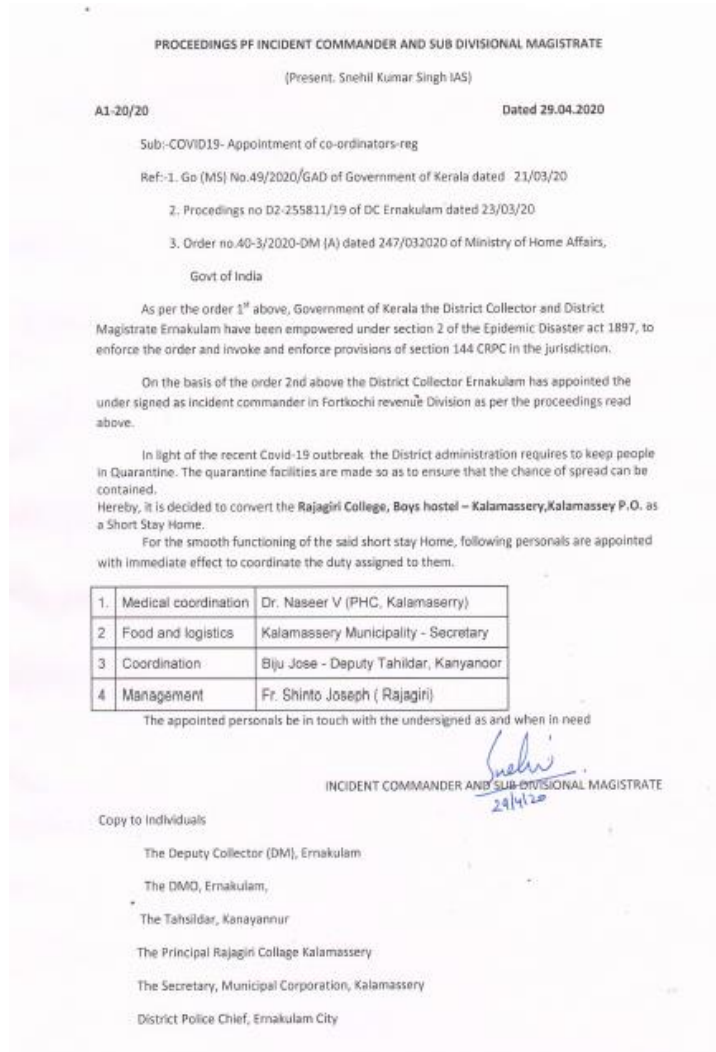 PROCEEDINGS PF INCIDENT COMMANDER AND SUB DIVISIONAL MAGISTRATE
(Present. Snehil Kumar Singh IAS)
A1-20/20 Dated 29.04.2020
Sub:-COVID19- Appointment of co-ordinators-reg
Ref:-1. Go (MS) No.49/2020/GAD of Government of Kerala dated 21/03/20
2. Procedings no D2-255811/19 of DC Ernakulam dated 23/03/20
3. Order no.40-3/2020-DM (A) dated 247/032020 of Ministry of Home Affairs,
Govt of India
As per the order 1st above, Government of Kerala the District Collector and District
Magistrate Ernakulam have been empowered under section 2 of the Epidemic Disaster act 1897, to
enforce the order and invoke and enforce provisions of section 144 CRPC in the jurisdiction.
On the basis of the order 2nd above the District Collector Ernakulam has appointed the
under signed as incident commander in Fortkochi revenue Division as per the proceedings read
above.
In light of the recent Covid-19 outbreak the District administration requires to keep people
in Quarantine. The quarantine facilities are made so as to ensure that the chance of spread can be
contained.
Hereby, it is decided to convert the Rajagiri College, Boys hostel – Kalamassery,Kalamassey P.O. as
a Short Stay Home.
For the smooth functioning of the said short stay Home, following personals are appointed
with immediate effect to coordinate the duty assigned to them.
1. Medical coordination Dr. Naseer V (PHC, Kalamaserry)
2 Food and logistics Kalamassery Municipality - Secretary
3 Coordination Biju Jose - Deputy Tahildar, Kanyanoor
4 Management Fr. Shinto Joseph ( Rajagiri)
The appointed personals be in touch with the undersigned as and when in need
INCIDENT COMMANDER AND SUB DIVISIONAL MAGISTRATE
29/4/20
Copy to Individuals
The Deputy Collector (DM), Ernakulam
The DMO, Ernakulam,
The Tahsildar, Kanayannur
The Principal Rajagiri Collage Kalamassery
The Secretary, Municipal Corporation, Kalamassery
District Police Chief, Ernakulam City